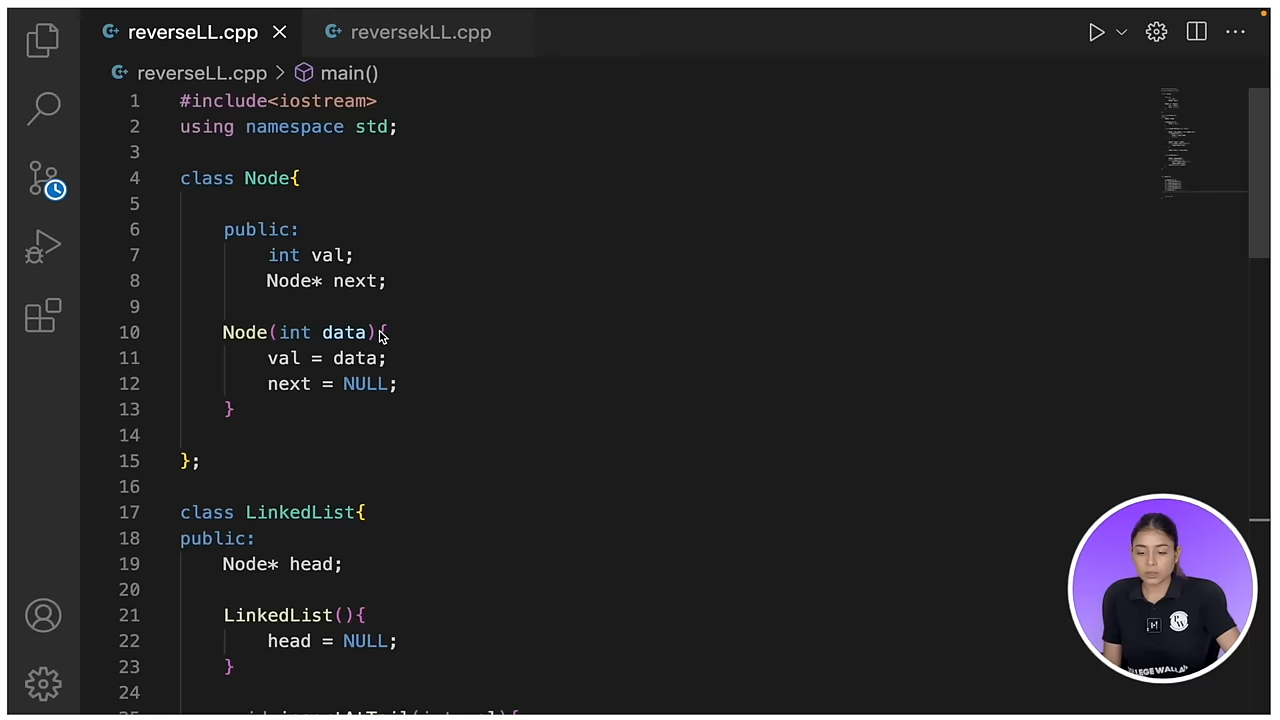 reverseLL.cpp reversekLL.cpp
reverseLL.cpp > main()
1 #include<iostream>
2 using namespace std;
3
4 class Node{
5
6 public:
7 int val;
8 Node* next;
9
10 Node(int data){
11 val = data;
12 next = NULL;
13 }
14
15 };
16
17 class LinkedList{
18 public:
19 Node* head;
20
21 LinkedList(){
22 head = NULL;
23 }
24
PW